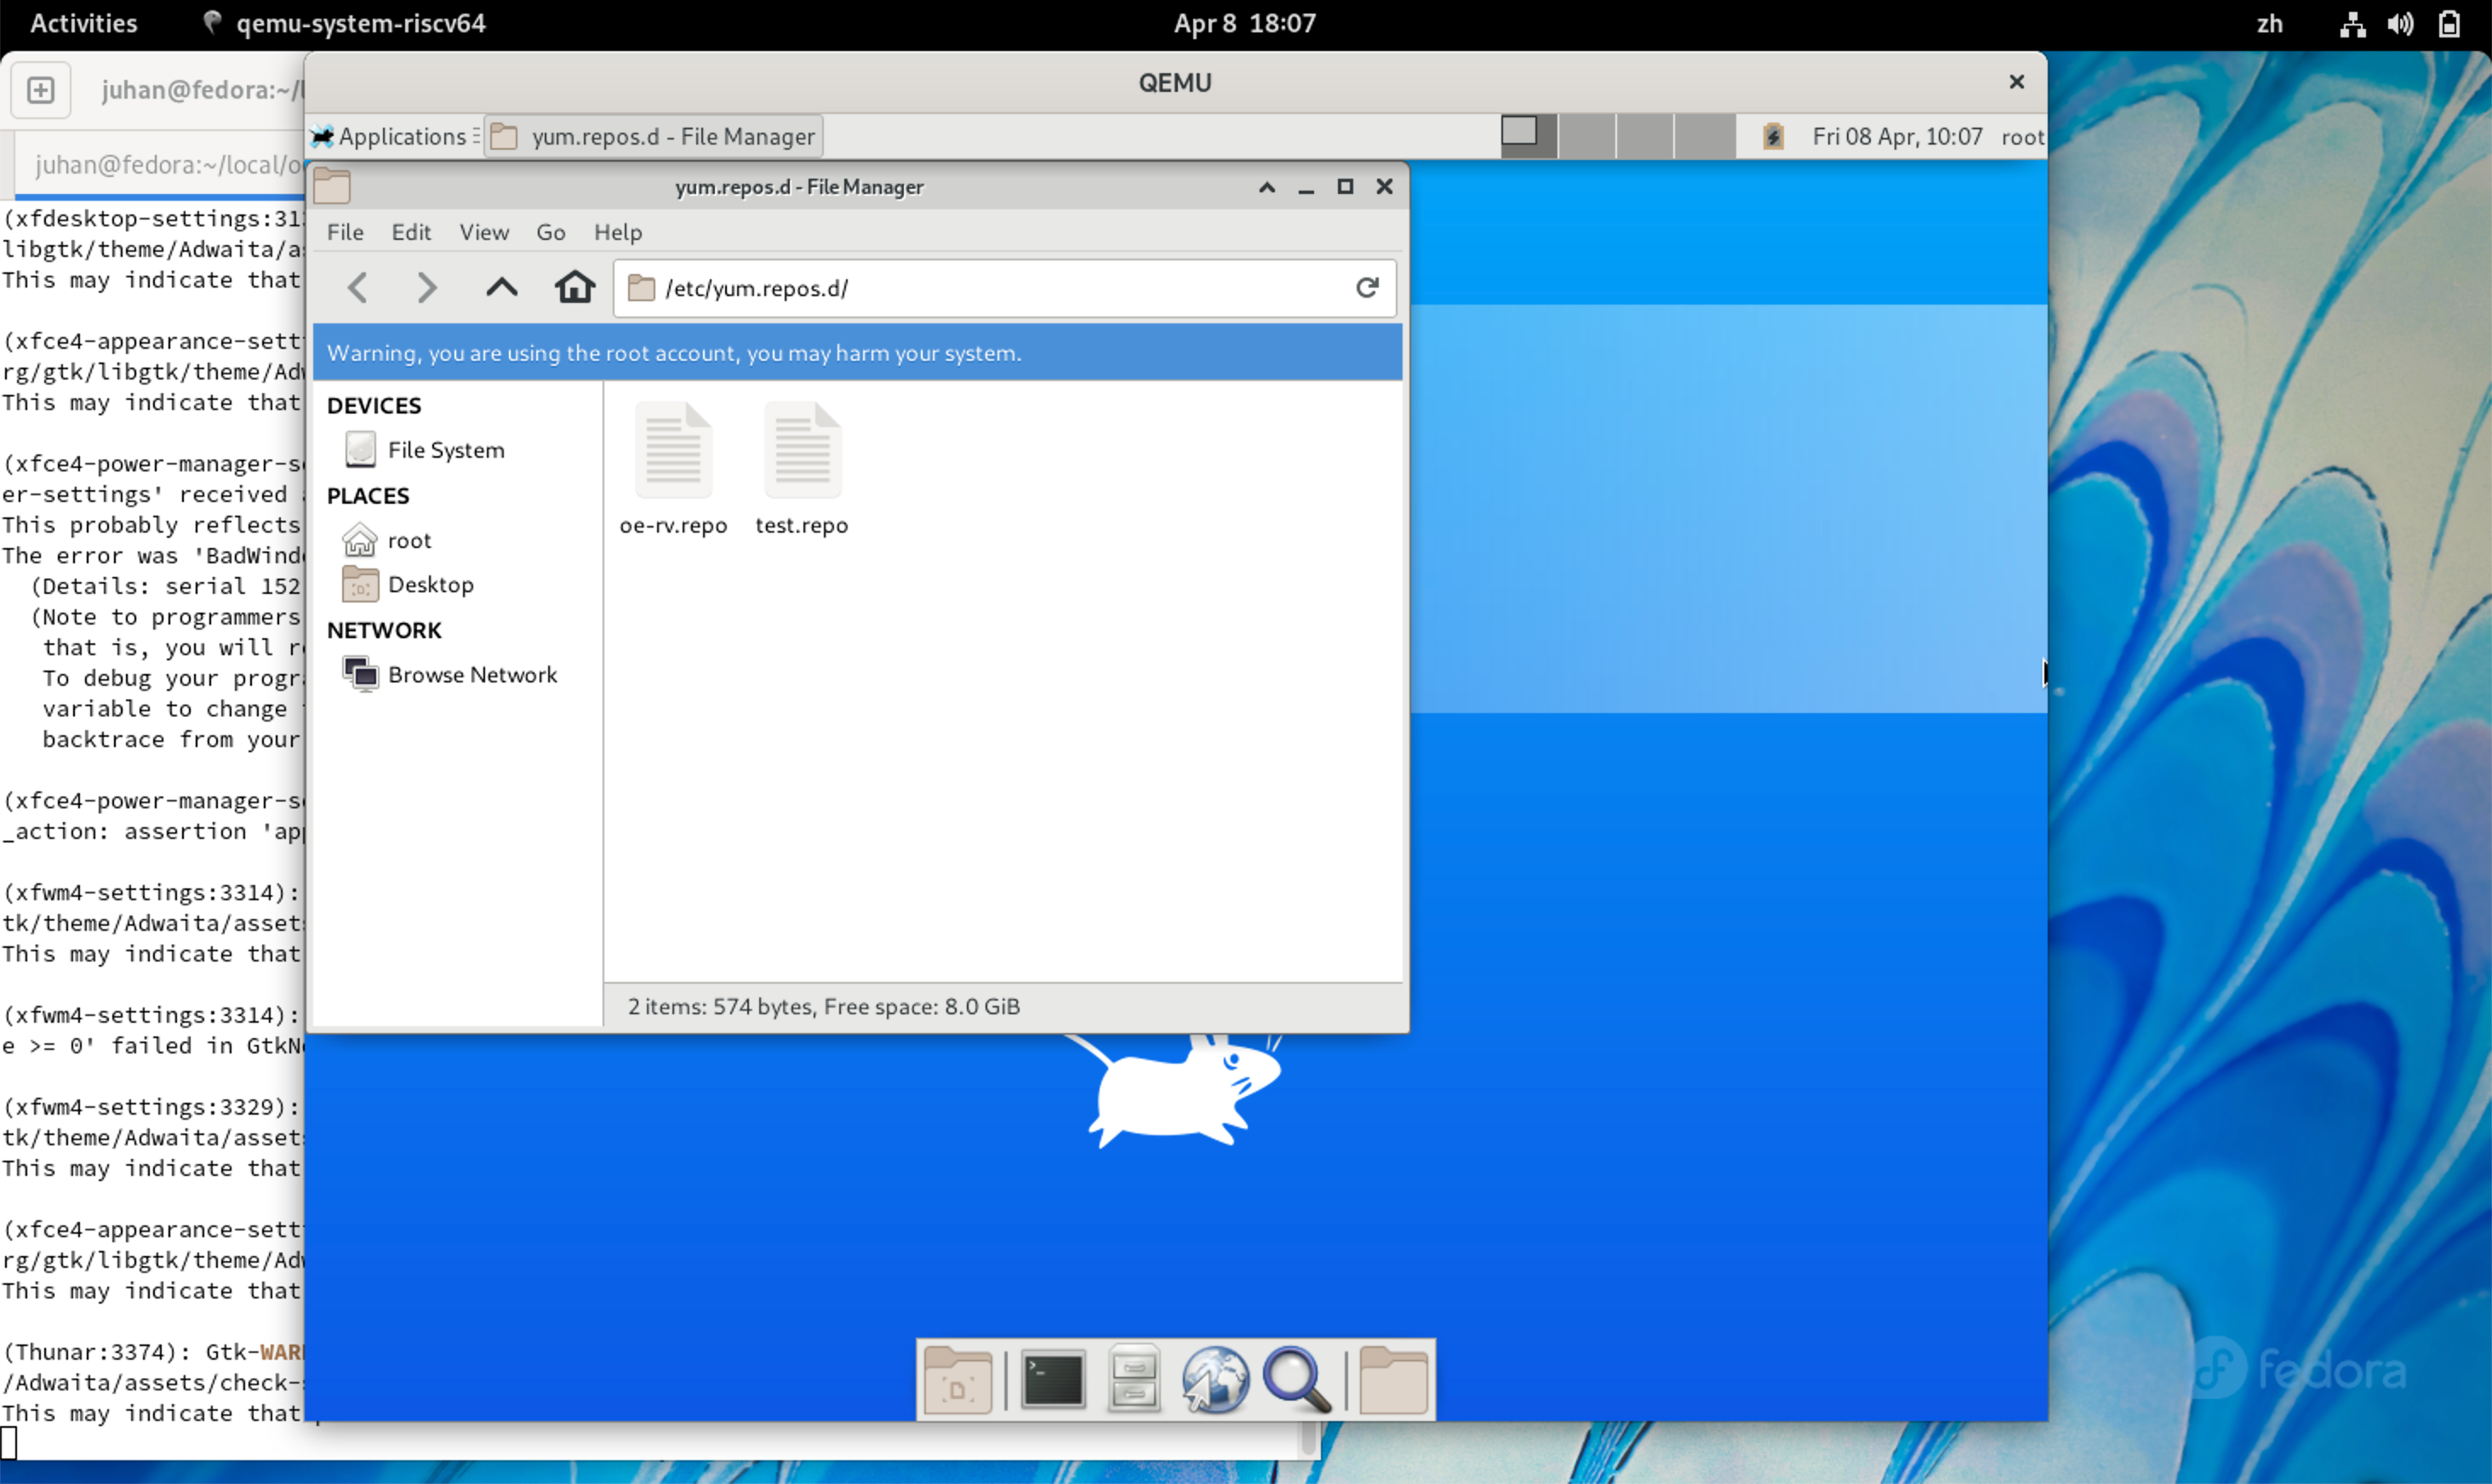 Activities
qemu-system-riscv64
Apr 8 18:07
zh
juhan@fedora:~/l
QEMU
juhan@fedora:~/local/o
Applications
yum.repos.d - File Manager
Fri 08 Apr, 10:07
root
yum.repos.d - File Manager
File Edit View Go Help
/etc/yum.repos.d/
Warning, you are using the root account, you may harm your system.
DEVICES
File System
PLACES
root
Desktop
NETWORK
Browse Network
oe-rv.repo
test.repo
2 items: 574 bytes, Free space: 8.0 GiB
(xfdesktop-settings:31
libgtk/theme/Adwaita/a
This may indicate that
(xfce4-appearance-sett
rg/gtk/libgtk/theme/Ad
This may indicate that
(xfce4-power-manager-s
er-settings' received
This probably reflects
The error was 'BadWind
(Details: serial 152
(Note to programmers
that is, you will r
To debug your progr
variable to change
backtrace from your
(xfce4-power-manager-s
_action: assertion 'ap
(xfwm4-settings:3314):
tk/theme/Adwaita/asset
This may indicate that
(xfwm4-settings:3314):
e >= 0' failed in GtkN
(xfwm4-settings:3329):
tk/theme/Adwaita/asset
This may indicate that
(xfce4-appearance-sett
rg/gtk/libgtk/theme/Ad
This may indicate that
(Thunar:3374): Gtk-WAR
/Adwaita/assets/check-
This may indicate that
fedora